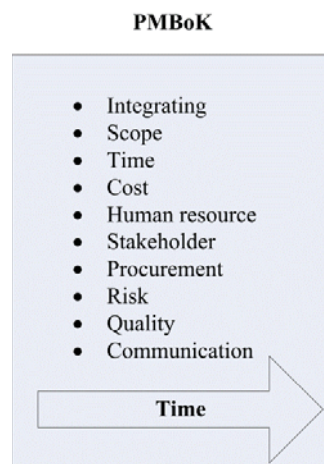 PMBoK
• Integrating
• Scope
• Time
• Cost
• Human resource
• Stakeholder
• Procurement
• Risk
• Quality
• Communication
Time